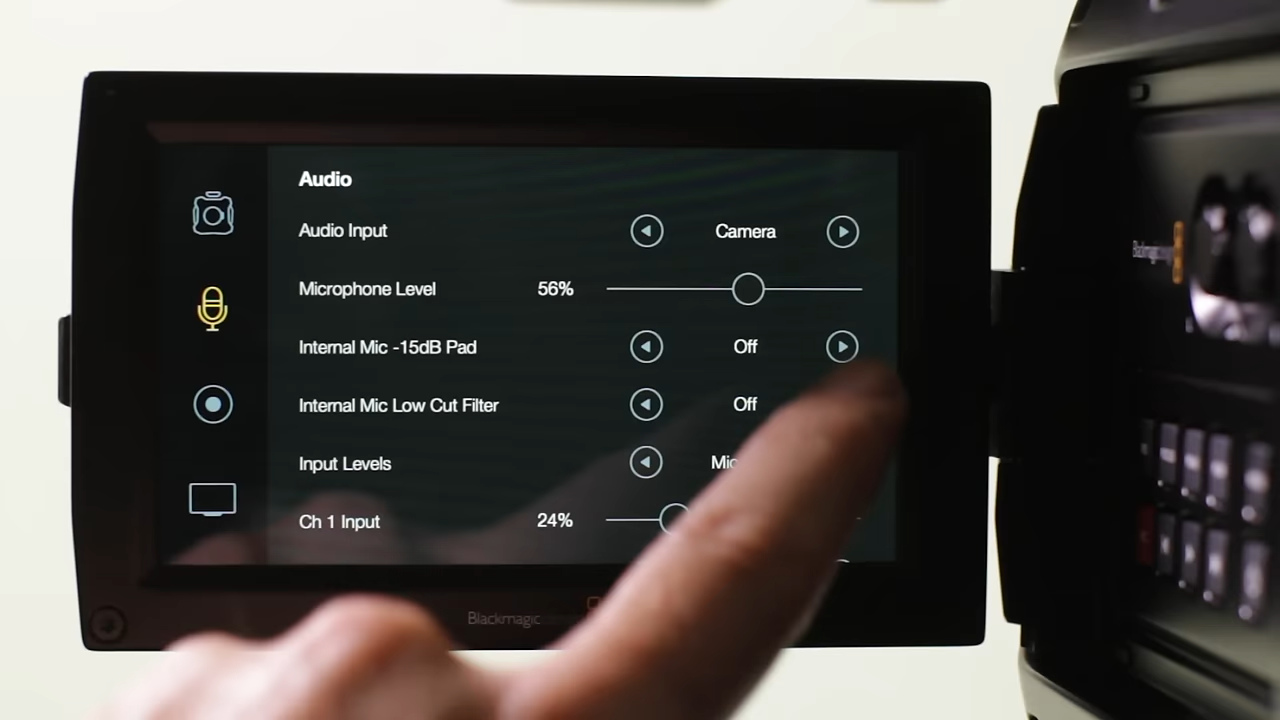 Audio
Audio Input Camera
Microphone Level 56%
Internal Mic -15dB Pad Off
Internal Mic Low Cut Filter Off
Input Levels
Ch 1 Input 24%
Blackmagic